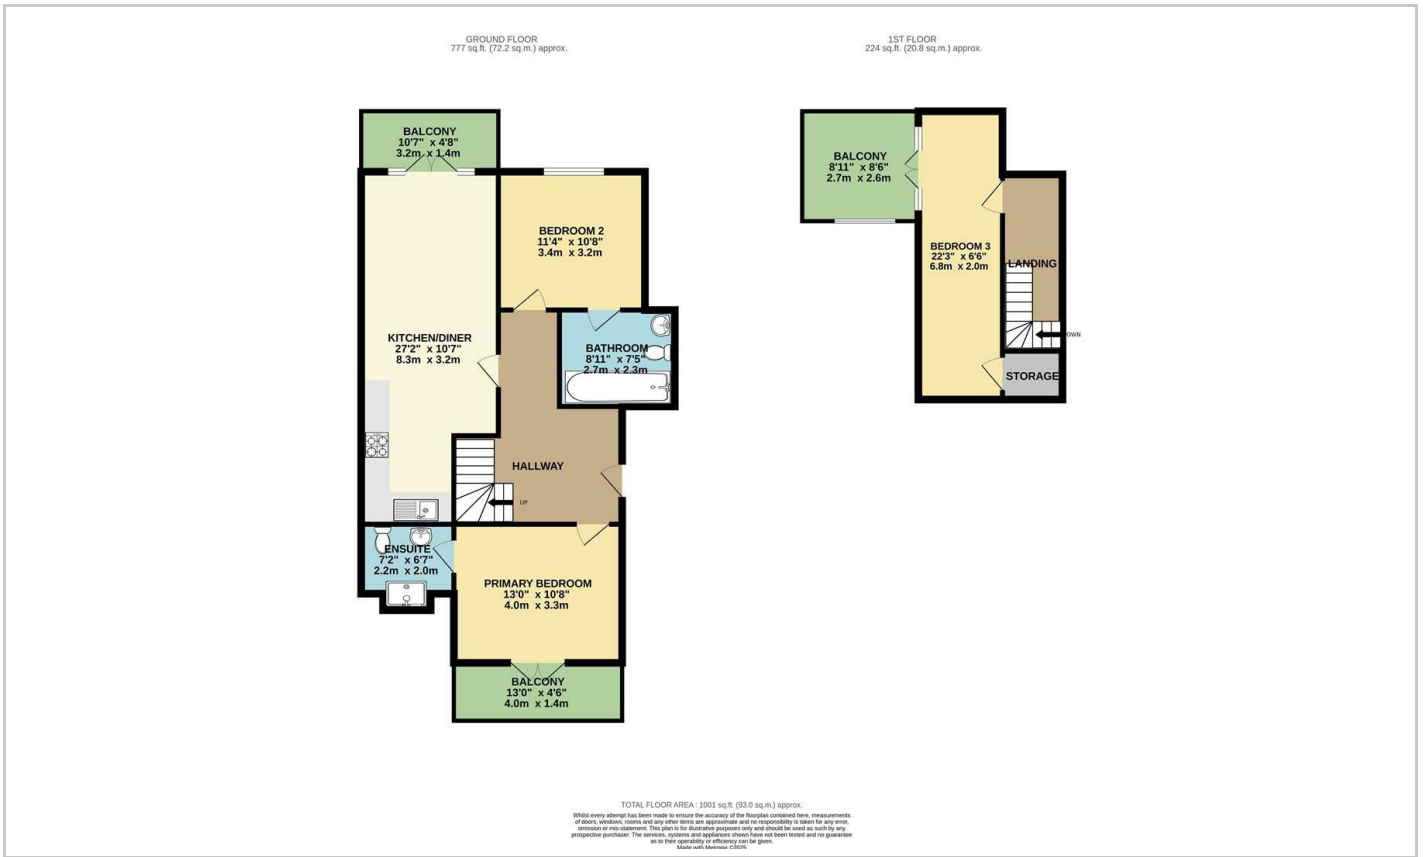 GROUND FLOOR
777 sq.ft. (72.2 sq.m.) approx.
BALCONY
10'7" x 4'8"
3.2m x 1.4m
BEDROOM 2
11'4" x 10'8"
3.4m x 3.2m
KITCHEN/DINER
27'2" x 10'7"
8.3m x 3.2m
BATHROOM
8'11" x 7'5"
2.7m x 2.3m
HALLWAY
UP
ENSUITE
7'2" x 6'7"
2.2m x 2.0m
PRIMARY BEDROOM
13'0" x 10'8"
4.0m x 3.3m
BALCONY
13'0" x 4'6"
4.0m x 1.4m
1ST FLOOR
224 sq.ft. (20.8 sq.m.) approx.
BALCONY
8'11" x 8'6"
2.7m x 2.6m
BEDROOM 3
22'3" x 6'6"
6.8m x 2.0m
LANDING
DOWN
STORAGE
TOTAL FLOOR AREA : 1001 sq.ft. (93.0 sq.m.) approx.
Whilst every attempt has been made to ensure the accuracy of the floorplan contained here, measurements
of doors, windows, rooms and any other items are approximate and no responsibility is taken for any error,
omission or mis-statement. This plan is for illustrative purposes only and should be used as such by any
prospective purchaser. The services, systems and appliances shown have not been tested and no guarantee
as to their operability or efficiency can be given.
Made with Metropix ©2025